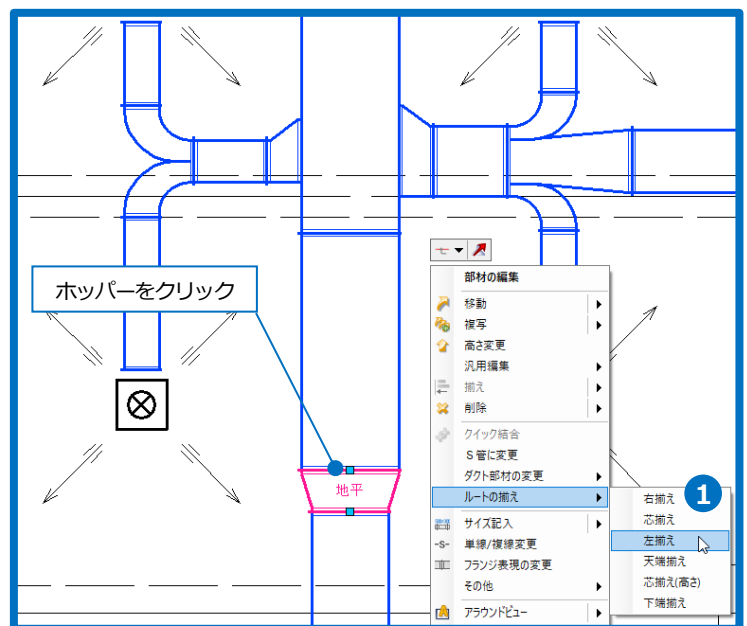 ホッパーをクリック
地平
部材の編集
移動
複写
高さ変更
汎用編集
揃え
削除
クイック結合
S管に変更
ダクト部材の変更
ルートの揃え
サイズ記入
-S- 単線/複線変更
フランジ表現の変更
その他
アラウンドビュー
1
右揃え
芯揃え
左揃え
天端揃え
芯揃え(高さ)
下端揃え